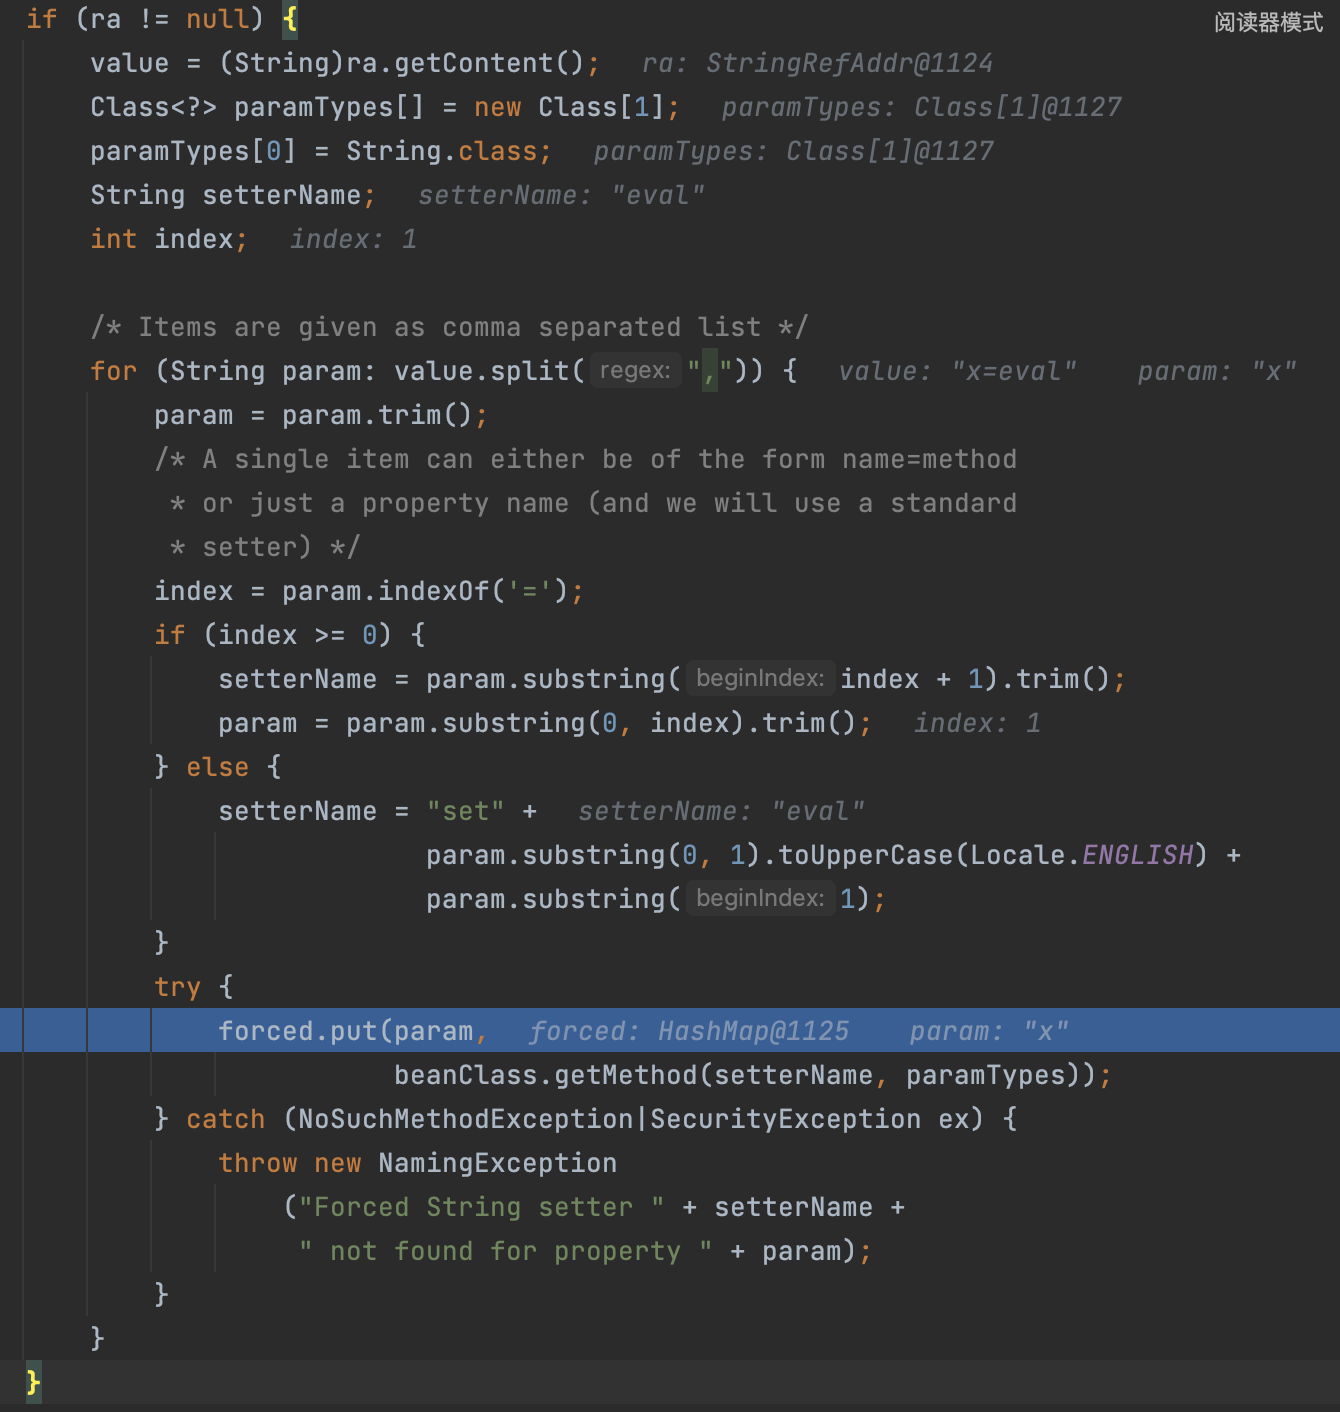 if (ra != null) {
阅读器模式
value = (String)ra.getContent();   ra: StringRefAddr@1124
Class<?> paramTypes[] = new Class[1];   paramTypes: Class[1]@1127
paramTypes[0] = String.class;   paramTypes: Class[1]@1127
String setterName;   setterName: "eval"
int index;   index: 1
/* Items are given as comma separated list */
for (String param: value.split( regex: ",")) {   value: "x=eval"    param: "x"
param = param.trim();
/* A single item can either be of the form name=method
* or just a property name (and we will use a standard
* setter) */
index = param.indexOf('=');
if (index >= 0) {
setterName = param.substring( beginIndex: index + 1).trim();
param = param.substring(0, index).trim();   index: 1
} else {
setterName = "set" +   setterName: "eval"
param.substring(0, 1).toUpperCase(Locale.ENGLISH) +
param.substring( beginIndex: 1);
}
try {
forced.put(param,   forced: HashMap@1125    param: "x"
beanClass.getMethod(setterName, paramTypes));
} catch (NoSuchMethodException|SecurityException ex) {
throw new NamingException
("Forced String setter " + setterName +
" not found for property " + param);
}
}
}